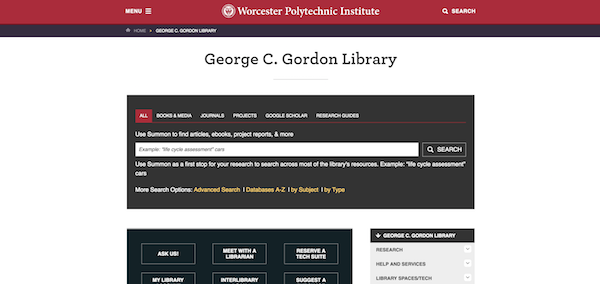 MENU
Worcester Polytechnic Institute
SEARCH
HOME > GEORGE C. GORDON LIBRARY
George C. Gordon Library
ALL BOOKS & MEDIA JOURNALS PROJECTS GOOGLE SCHOLAR RESEARCH GUIDES
Use Summon to find articles, ebooks, project reports, & more
Example: "life cycle assessment" cars
SEARCH
Use Summon as a first stop for your research to search across most of the library's resources. Example: "life cycle assessment"
cars
More Search Options: Advanced Search | Databases A-Z | by Subject | by Type
ASK US!
MEET WITH A
LIBRARIAN
RESERVE A
TECH SUITE
MY LIBRARY
INTERLIBRARY
SUGGEST A
GEORGE C. GORDON LIBRARY
RESEARCH
HELP AND SERVICES
LIBRARY SPACES/TECH